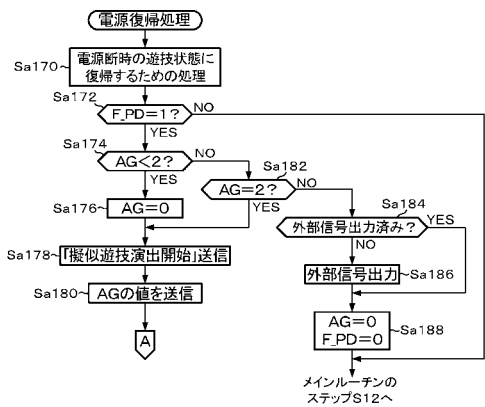 電源復帰処理
Sa170
電源断時の遊技状態に
復帰するための処理
Sa172
F_PD=1?
NO
YES
Sa174
AG<2?
NO
YES
Sa182
AG=2?
NO
YES
Sa176
AG=0
Sa184
外部信号出力済み?
YES
NO
Sa178
「擬似遊技演出開始」送信
外部信号出力
Sa186
Sa180
AGの値を送信
AG=0
F_PD=0
Sa188
A
メインルーチンの
ステップS12へ